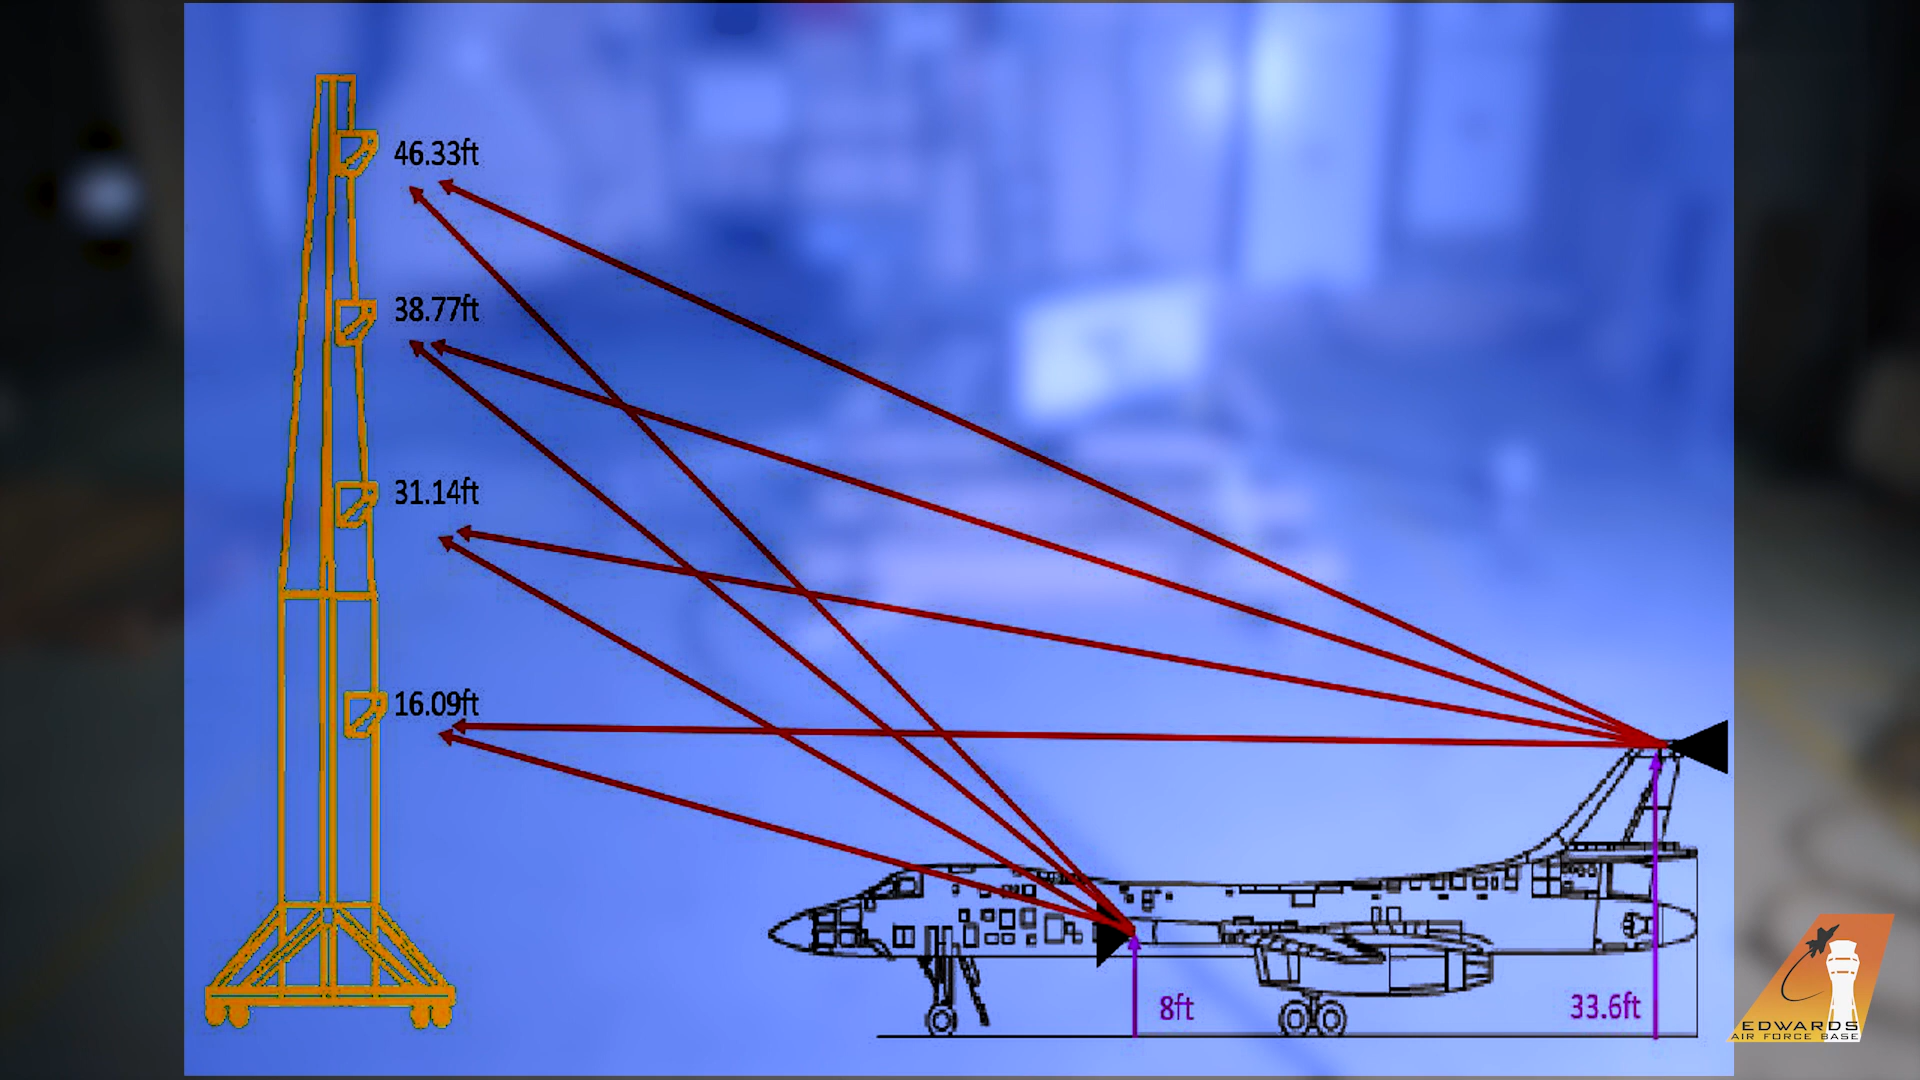 46.33ft
38.77ft
31.14ft
16.09ft
8ft
33.6ft
EDWARDS
AIR FORCE BASE